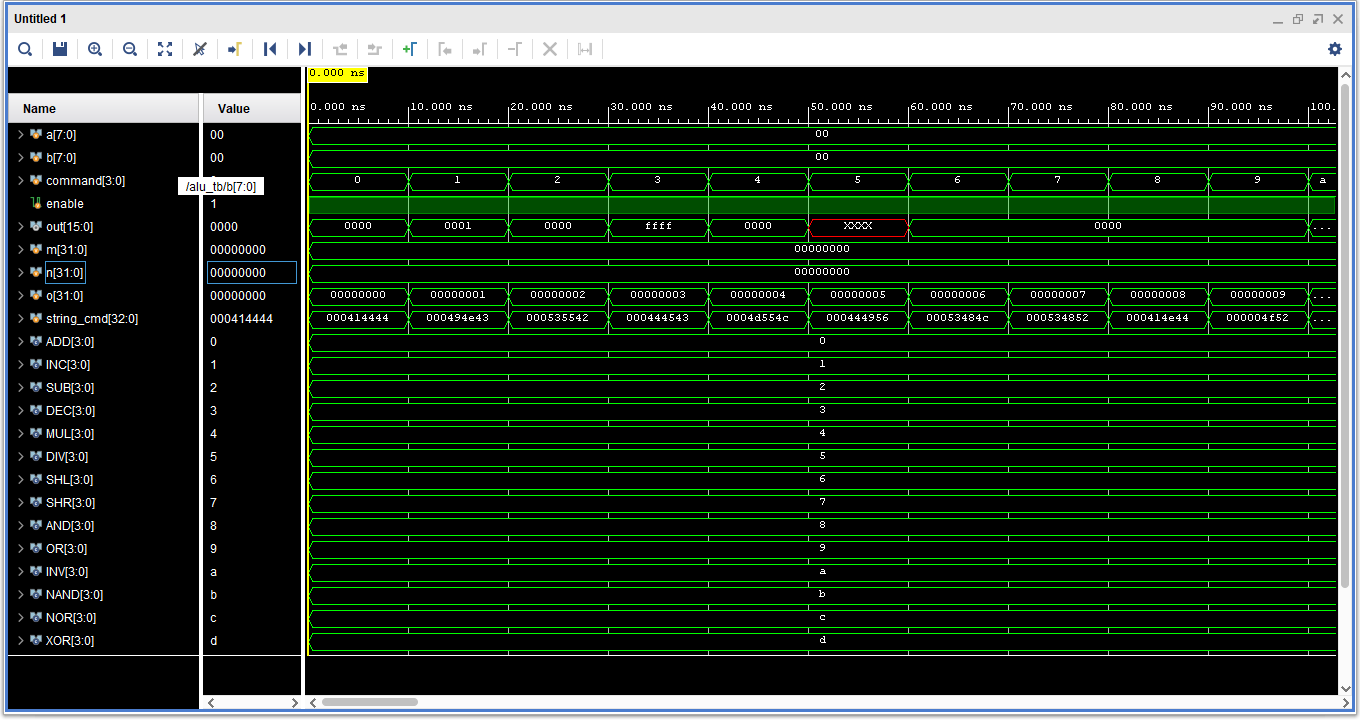 Untitled 1
0.000 ns
Name Value
0.000 ns 10.000 ns 20.000 ns 30.000 ns 40.000 ns 50.000 ns 60.000 ns 70.000 ns 80.000 ns 90.000 ns 100.
a[7:0] 00 00
b[7:0] 00 00
command[3:0] 0 1 2 3 4 5 6 7 8 9 a
/alu_tb/b[7:0]
enable 1
out[15:0] 0000 0000 0001 0000 ffff 0000 XXXX 0000 ...
m[31:0] 00000000 00000000
n[31:0] 00000000 00000000
o[31:0] 00000000 00000000 00000001 00000002 00000003 00000004 00000005 00000006 00000007 00000008 00000009 ...
string_cmd[32:0] 000414444 000414444 000494e43 000535542 000444543 0004d554c 000444956 00053484c 000534852 000414e44 000004f52 ...
ADD[3:0] 0 0
INC[3:0] 1 1
SUB[3:0] 2 2
DEC[3:0] 3 3
MUL[3:0] 4 4
DIV[3:0] 5 5
SHL[3:0] 6 6
SHR[3:0] 7 7
AND[3:0] 8 8
OR[3:0] 9 9
INV[3:0] a a
NAND[3:0] b b
NOR[3:0] c c
XOR[3:0] d d